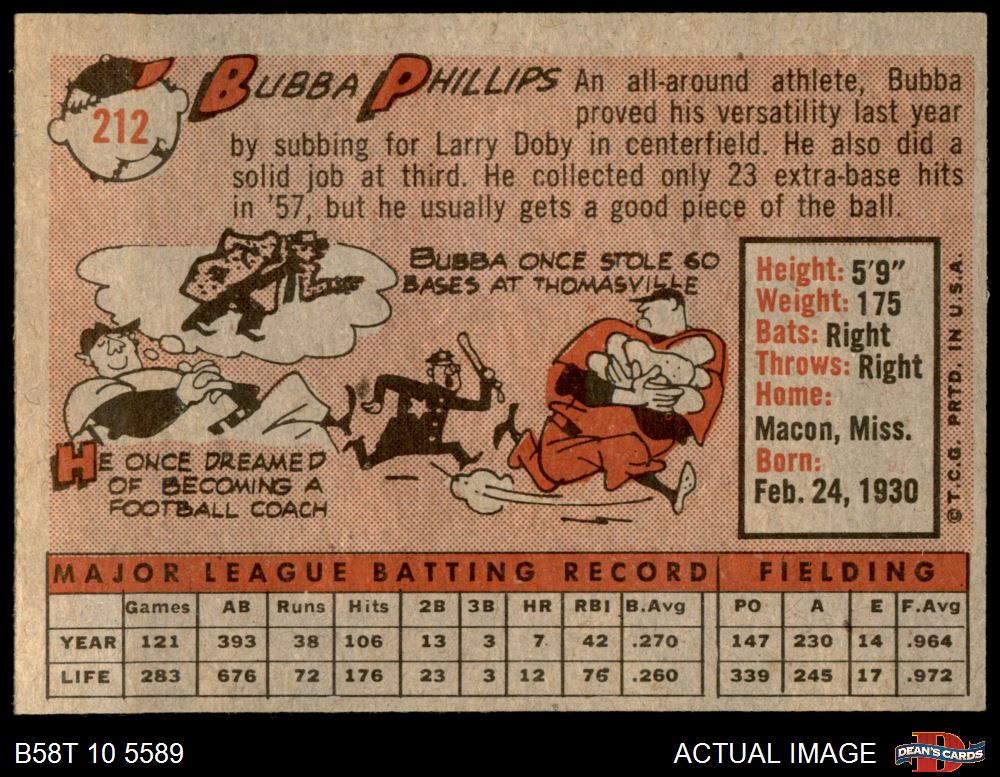 212
BUBBA PHILLIPS An all-around athlete, Bubba
proved his versatility last year
by subbing for Larry Doby in centerfield. He also did a
solid job at third. He collected only 23 extra-base hits
in '57, but he usually gets a good piece of the ball.
BUBBA ONCE STOLE 60
BASES AT THOMASVILLE
HE ONCE DREAMED
OF BECOMING A
FOOTBALL COACH
Height: 5'9"
Weight: 175
Bats: Right
Throws: Right
Home:
Macon, Miss.
Born:
Feb. 24, 1930
© T.C.G. PRTD. IN U.S.A.
MAJOR LEAGUE BATTING RECORD FIELDING
Games AB Runs Hits 2B 3B HR RBI B.Avg PO A E F.Avg
YEAR 121 393 38 106 13 3 7 42 .270 147 230 14 .964
LIFE 283 676 72 176 23 3 12 76 .260 339 245 17 .972
B58T 10 5589
ACTUAL IMAGE
DEAN'S CARDS